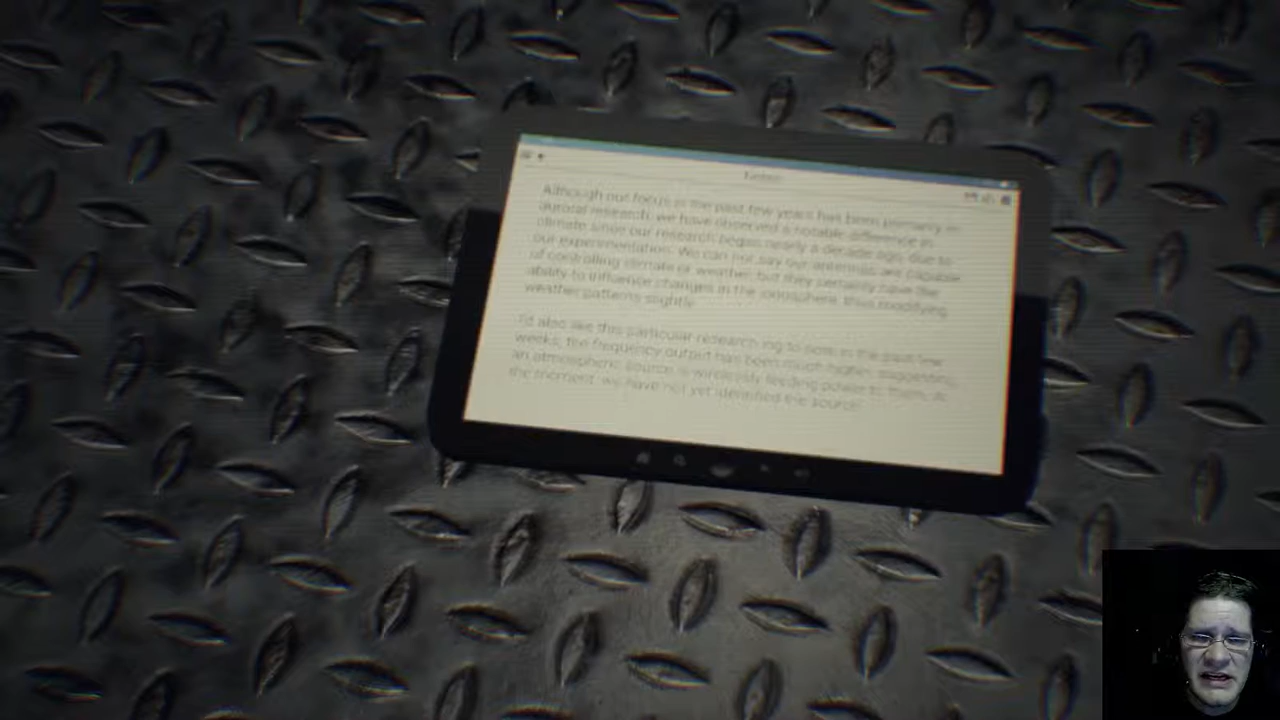 Although our focus in the past few years has been primarily in
auroral research, we have observed a notable difference in
climate since our research began nearly a decade ago, due to
our experimentation. We can not say our antennas are capable
of controlling climate or weather, but they certainly have the
ability to influence changes in the ionosphere, thus modifying
weather patterns slightly.
I'd also like this particular research ing to note in the past few
weeks, the frequency output has been much higher, suggesting
an atmospheric source is wirelessly feeding power to them. At
the moment, we have not yet identified the source.